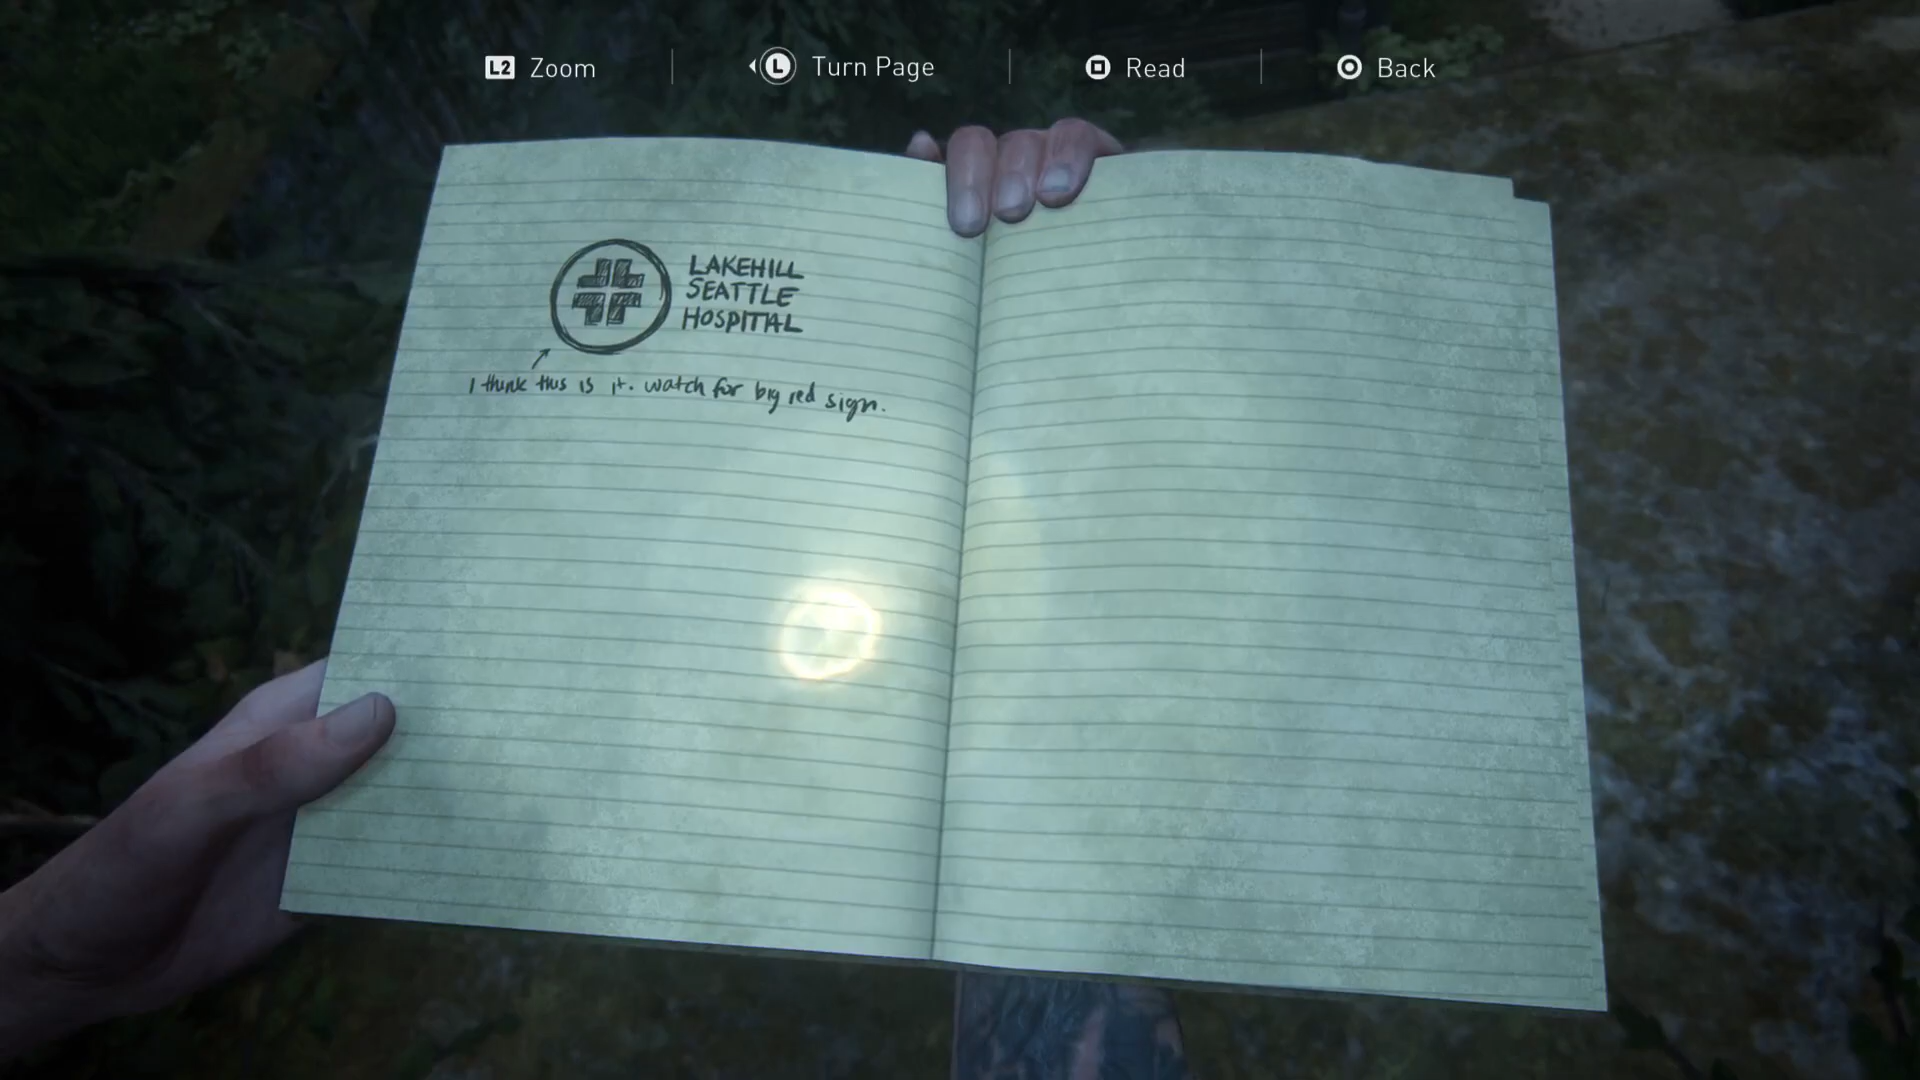 L2 Zoom
L Turn Page
Read
Back
LAKEHILL
SEATTLE
HOSPITAL
I think this is it. watch for big red sign.